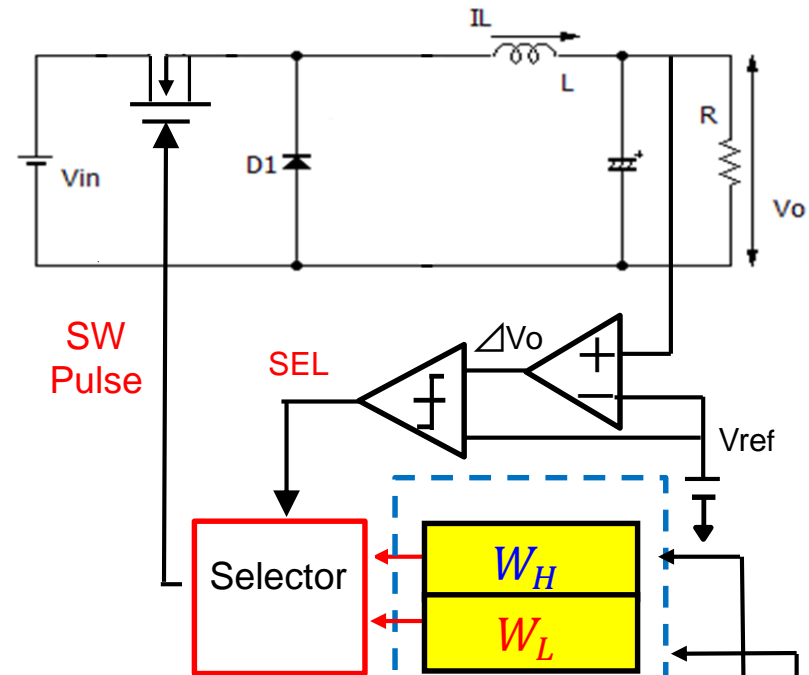 IL
L
R
D1
Vin
Vo
+
SW
Pulse
SEL
⊿Vo
+
−
Vref
Selector
W_H
W_L